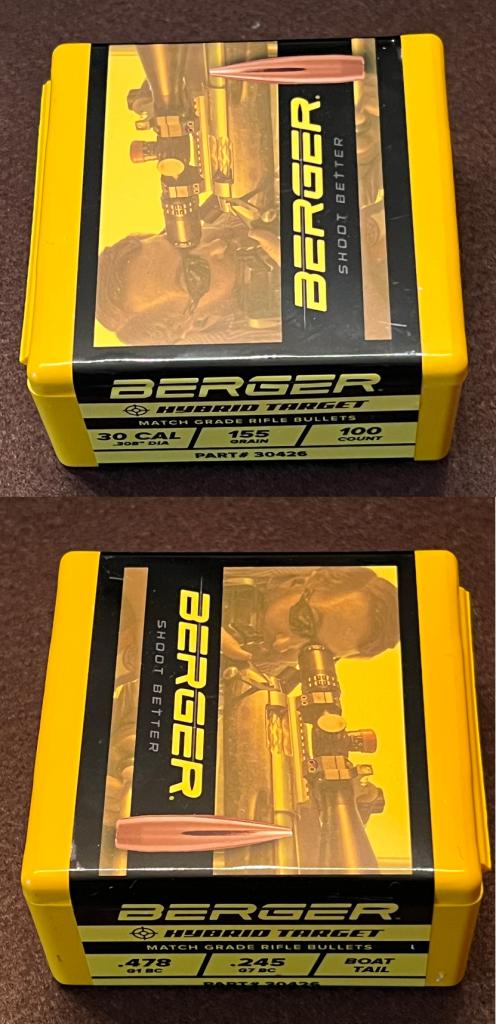 BERGER
SHOOT BETTER
BERGER
HYBRID TARGET
MATCH GRADE RIFLE BULLETS
30 CAL 155 100
.308" DIA GRAIN COUNT
PART# 30426
BERGER
SHOOT BETTER
BERGER
HYBRID TARGET
MATCH GRADE RIFLE BULLETS
.478 .245 BOAT
G1 BC G7 BC TAIL
PART# 30426